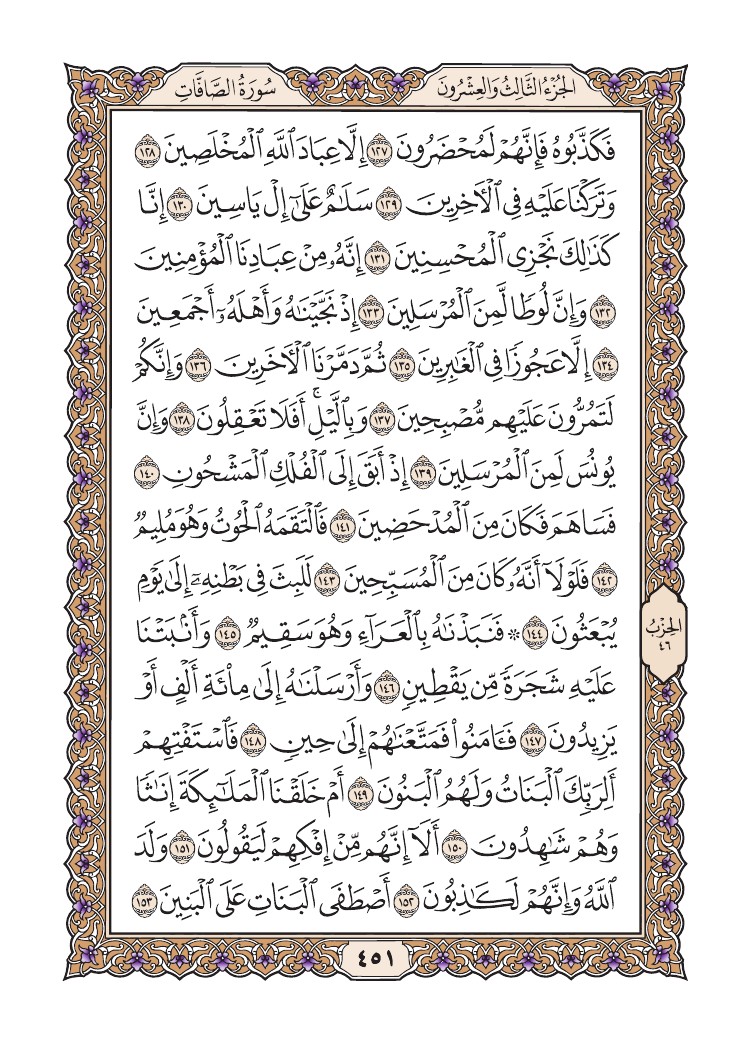 الجُزْءُ الثَّالِثُ وَالعِشْرُونَ سُورَةُ الصَّافَّاتِ
فَكَذَّبُوهُ فَإِنَّهُمْ لَمُحْضَرُونَ ١٢٧ إِلَّا عِبَادَ ٱللَّهِ ٱلْمُخْلَصِينَ ١٢٨
وَتَرَكْنَا عَلَيْهِ فِي ٱلْأٓخِرِينَ ١٢٩ سَلَٰمٌ عَلَىٰٓ إِلْ يَاسِينَ ١٣٠ إِنَّا
كَذَٰلِكَ نَجْزِي ٱلْمُحْسِنِينَ ١٣١ إِنَّهُۥ مِنْ عِبَادِنَا ٱلْمُؤْمِنِينَ
١٣٢ وَإِنَّ لُوطًا لَّمِنَ ٱلْمُرْسَلِينَ ١٣٣ إِذْ نَجَّيْنَٰهُ وَأَهْلَهُۥٓ أَجْمَعِينَ
١٣٤ إِلَّا عَجُوزًا فِي ٱلْغَٰبِرِينَ ١٣٥ ثُمَّ دَمَّرْنَا ٱلْأٓخَرِينَ ١٣٦ وَإِنَّكُمْ
لَتَمُرُّونَ عَلَيْهِم مُّصْبِحِينَ ١٣٧ وَبِٱلَّيْلِۚ أَفَلَا تَعْقِلُونَ ١٣٨ وَإِنَّ
يُونُسَ لَمِنَ ٱلْمُرْسَلِينَ ١٣٩ إِذْ أَبَقَ إِلَى ٱلْفُلْكِ ٱلْمَشْحُونِ ١٤٠
فَسَاهَمَ فَكَانَ مِنَ ٱلْمُدْحَضِينَ ١٤١ فَٱلْتَقَمَهُ ٱلْحُوتُ وَهُوَ مُلِيمٌ
١٤٢ فَلَوْلَآ أَنَّهُۥ كَانَ مِنَ ٱلْمُسَبِّحِينَ ١٤٣ لَلَبِثَ فِي بَطْنِهِۦٓ إِلَىٰ يَوْمِ
يُبْعَثُونَ ١٤٤ ۞ فَنَبَذْنَٰهُ بِٱلْعَرَآءِ وَهُوَ سَقِيمٌ ١٤٥ وَأَنۢبَتْنَا
الحِزْبُ
٤٦
عَلَيْهِ شَجَرَةً مِّن يَقْطِينٍ ١٤٦ وَأَرْسَلْنَٰهُ إِلَىٰ مِا۟ئَةِ أَلْفٍ أَوْ
يَزِيدُونَ ١٤٧ فَـَٔامَنُوا۟ فَمَتَّعْنَٰهُمْ إِلَىٰ حِينٍ ١٤٨ فَٱسْتَفْتِهِمْ
أَلِرَبِّكَ ٱلْبَنَاتُ وَلَهُمُ ٱلْبَنُونَ ١٤٩ أَمْ خَلَقْنَا ٱلْمَلَٰٓئِكَةَ إِنَٰثًا
وَهُمْ شَٰهِدُونَ ١٥٠ أَلَآ إِنَّهُم مِّنْ إِفْكِهِمْ لَيَقُولُونَ ١٥١ وَلَدَ
ٱللَّهُ وَإِنَّهُمْ لَكَٰذِبُونَ ١٥٢ أَصْطَفَى ٱلْبَنَاتِ عَلَى ٱلْبَنِينَ ١٥٣
٤٥١